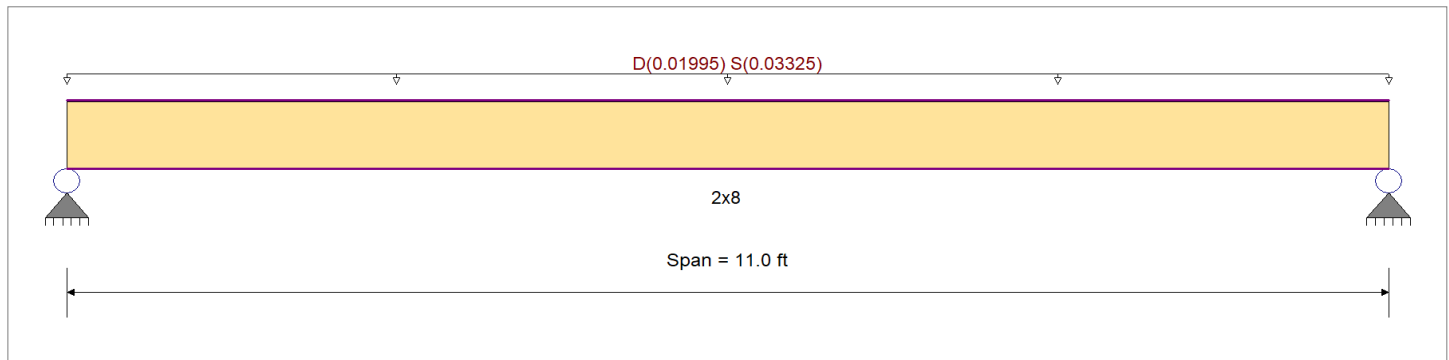 D(0.01995) S(0.03325)
2x8
Span = 11.0 ft